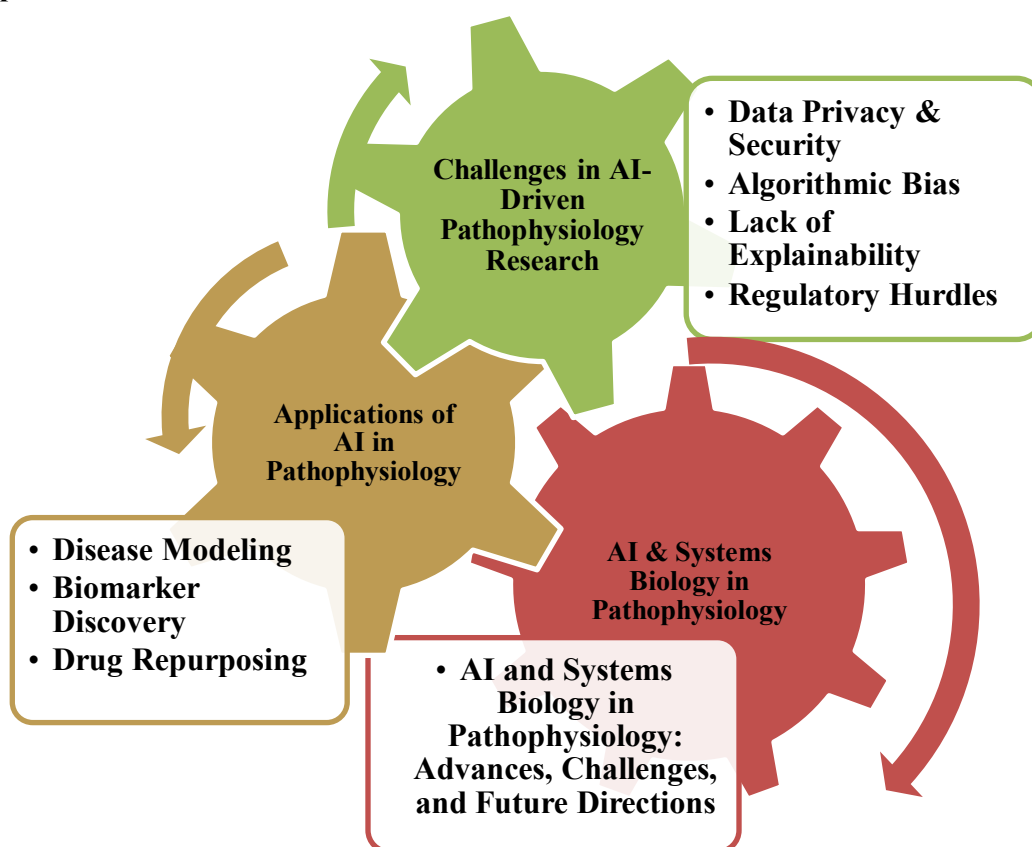 Challenges in AI-
Driven
Pathophysiology
Research
• Data Privacy &
Security
• Algorithmic Bias
• Lack of
Explainability
• Regulatory Hurdles
Applications of
AI in
Pathophysiology
• Disease Modeling
• Biomarker
Discovery
• Drug Repurposing
AI & Systems
Biology in
Pathophysiology
• AI and Systems
Biology in
Pathophysiology:
Advances, Challenges,
and Future Directions